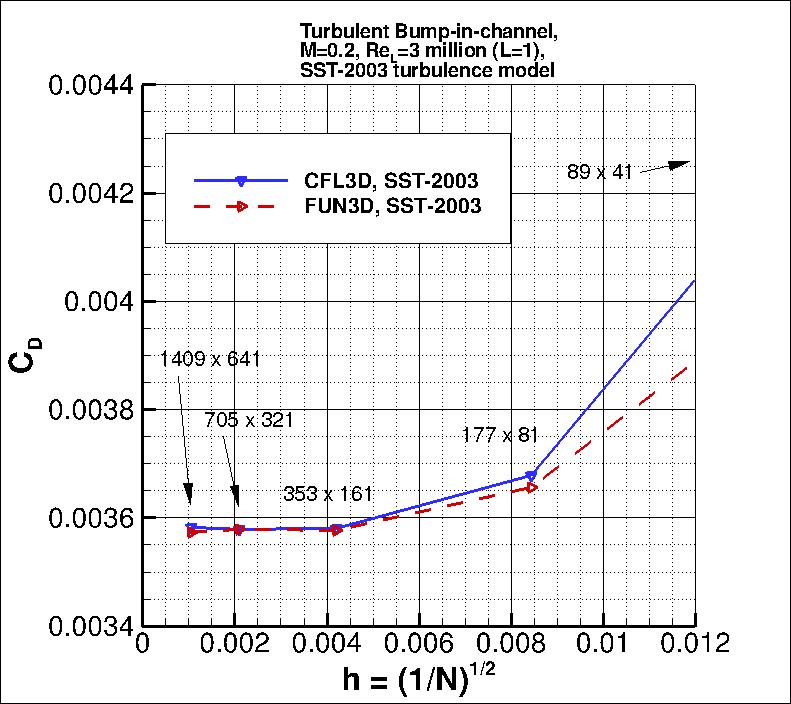 Turbulent Bump-in-channel,
M=0.2, Re_L=3 million (L=1),
SST-2003 turbulence model
0.0044
89 x 41
CFL3D, SST-2003
0.0042
FUN3D, SST-2003
0.004
C_D
1409 x 641
0.0038
705 x 321
177 x 81
353 x 161
0.0036
0.0034
0 0.002 0.004 0.006 0.008 0.01 0.012
h = (1/N)^1/2